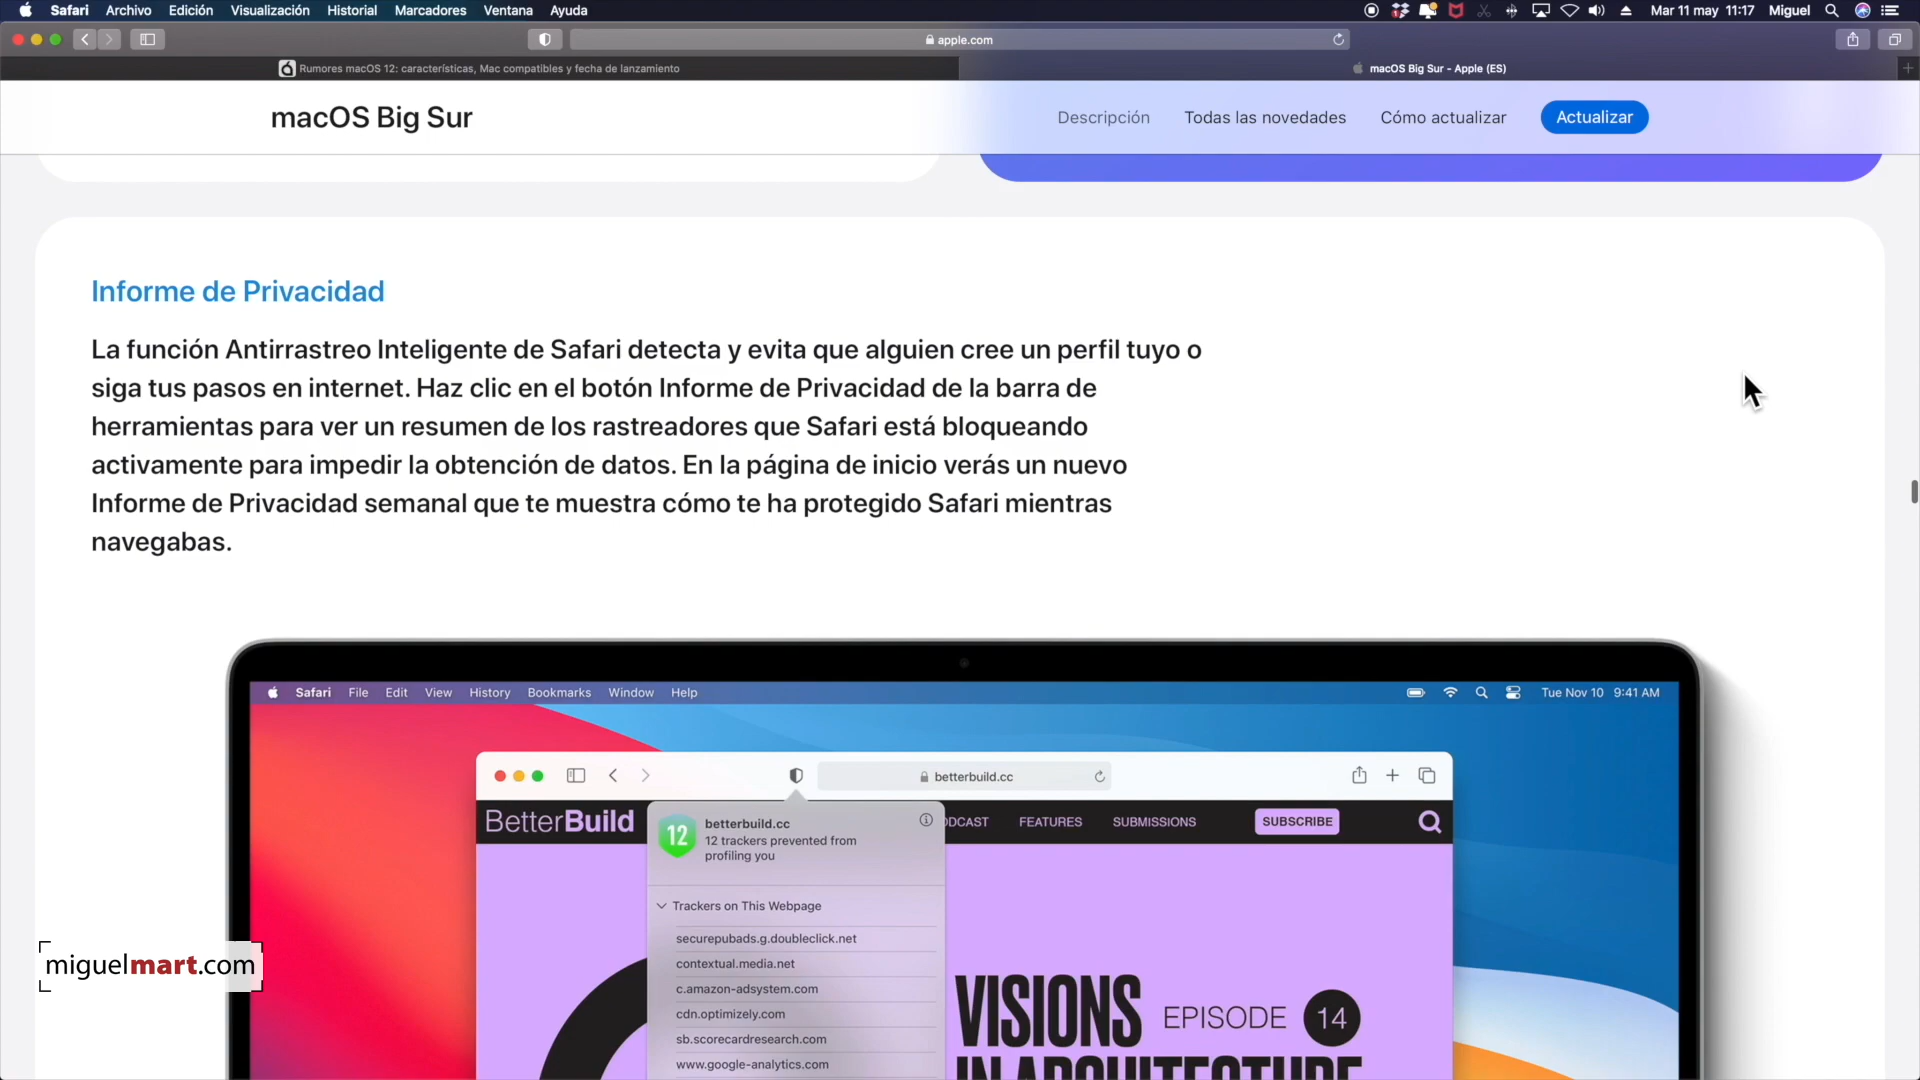 Safari Archivo Edición Visualización Historial Marcadores Ventana Ayuda
Mar 11 may 11:17 Miguel
apple.com
Rumores macOS 12: características, Mac compatibles y fecha de lanzamiento
macOS Big Sur - Apple (ES)
macOS Big Sur
Descripción Todas las novedades Cómo actualizar Actualizar
Informe de Privacidad
La función Antirrastreo Inteligente de Safari detecta y evita que alguien cree un perfil tuyo o
siga tus pasos en internet. Haz clic en el botón Informe de Privacidad de la barra de
herramientas para ver un resumen de los rastreadores que Safari está bloqueando
activamente para impedir la obtención de datos. En la página de inicio verás un nuevo
Informe de Privacidad semanal que te muestra cómo te ha protegido Safari mientras
navegabas.
Safari File Edit View History Bookmarks Window Help
Tue Nov 10 9:41 AM
betterbuild.cc
BetterBuild
ODCAST FEATURES SUBMISSIONS SUBSCRIBE
12
betterbuild.cc
12 trackers prevented from
profiling you
Trackers on This Webpage
securepubads.g.doubleclick.net
contextual.media.net
c.amazon-adsystem.com
cdn.optimizely.com
sb.scorecardresearch.com
www.google-analytics.com
VISIONS EPISODE 14
IN ARCHITECTURE
miguelmart.com